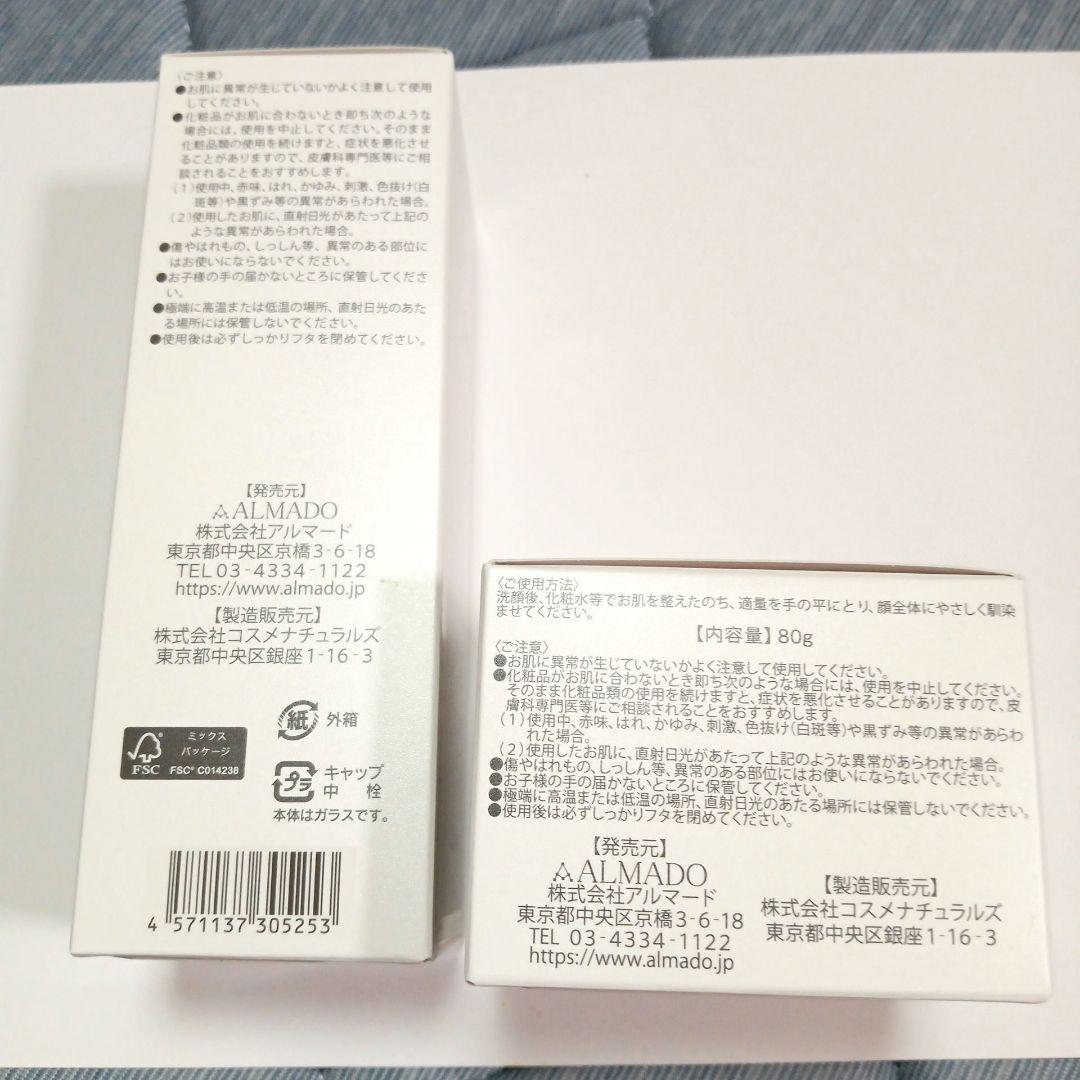 〈ご注意〉
●お肌に異常が生じていないかよく注意して使用
してください。
●化粧品がお肌に合わないとき即ち次のような
場合には、使用を中止してください。そのまま
化粧品類の使用を続けますと、症状を悪化させ
ることがありますので、皮膚科専門医等にご相
談されることをおすすめします。
(1)使用中、赤味、はれ、かゆみ、刺激、色抜け(白
斑等)や黒ずみ等の異常があらわれた場合。
(2)使用したお肌に、直射日光があたって上記の
ような異常があらわれた場合。
●傷やはれもの、しっしん等、異常のある部位に
はお使いにならないでください。
●お子様の手の届かないところに保管してくださ
い。
●極端に高温または低温の場所、直射日光のあた
る場所には保管しないでください。
●使用後は必ずしっかりフタを閉めてください。
【発売元】
ALMADO
株式会社アルマード
東京都中央区京橋3-6-18
TEL 03-4334-1122
https://www.almado.jp
【製造販売元】
株式会社コスメナチュラルズ
東京都中央区銀座1-16-3
紙 外箱
ミックス
パッケージ
FSC FSC® C014238
プラ キャップ
中 栓
本体はガラスです。
4 571137 305253
〈ご使用方法〉
洗顔後、化粧水等でお肌を整えたのち、適量を手の平にとり、顔全体にやさしく馴染
ませてください。
【内容量】80g
〈ご注意〉
●お肌に異常が生じていないかよく注意して使用してください。
●化粧品がお肌に合わないとき即ち次のような場合には、使用を中止してください。
そのまま化粧品類の使用を続けますと、症状を悪化させることがありますので、皮
膚科専門医等にご相談されることをおすすめします。
(1)使用中、赤味、はれ、かゆみ、刺激、色抜け(白斑等)や黒ずみ等の異常があらわ
れた場合。
(2)使用したお肌に、直射日光があたって上記のような異常があらわれた場合。
●傷やはれもの、しっしん等、異常のある部位にはお使いにならないでください。
●お子様の手の届かないところに保管してください。
●極端に高温または低温の場所、直射日光のあたる場所には保管しないでください。
●使用後は必ずしっかりフタを閉めてください。
【発売元】
ALMADO
株式会社アルマード
東京都中央区京橋3-6-18
TEL 03-4334-1122
https://www.almado.jp
【製造販売元】
株式会社コスメナチュラルズ
東京都中央区銀座1-16-3